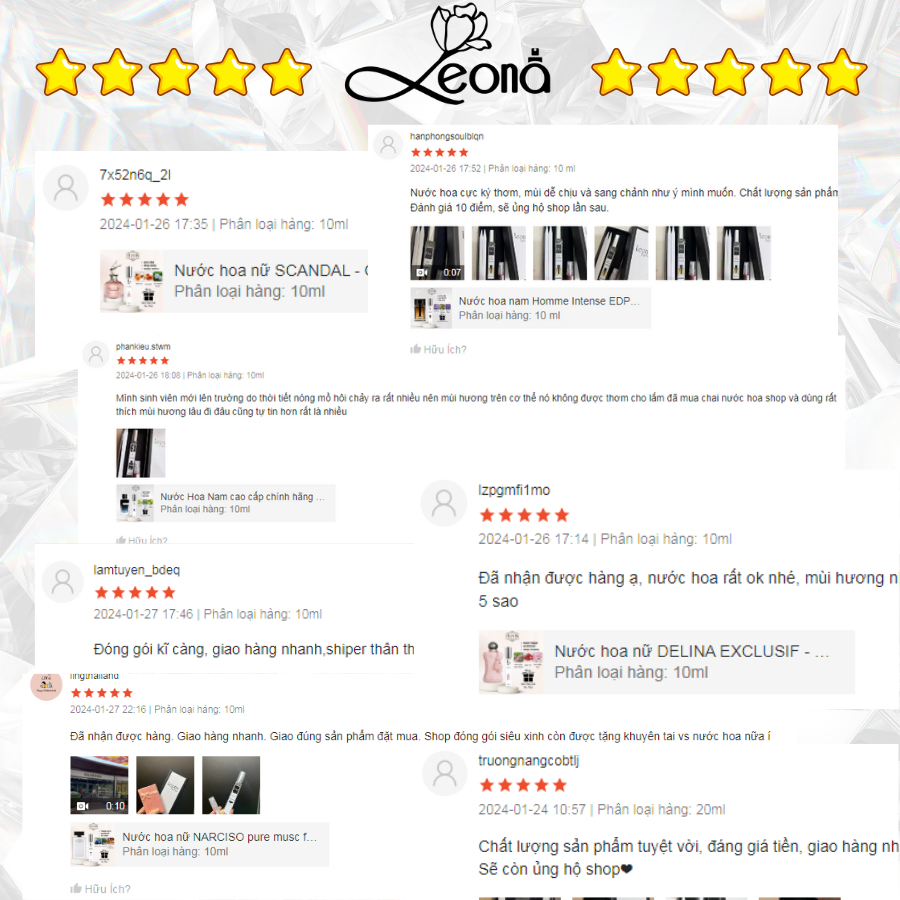 Leona
7x52n6q_2l
2024-01-26 17:35 | Phân loại hàng: 10ml
Nước hoa nữ SCANDAL -
Phân loại hàng: 10ml
hanphongsoulblqn
2024-01-26 17:52 | Phân loại hàng: 10 ml
Nước hoa cực kỳ thơm, mùi dễ chịu và sang chảnh như ý mình muốn. Chất lượng sản phẩm
Đánh giá 10 điểm, sẽ ủng hộ shop lần sau.
0:07
Nước hoa nam Homme Intense EDP...
Phân loại hàng: 10 ml
Hữu Ích?
phankieu.stwm
2024-01-26 18:08 | Phân loại hàng: 10ml
Mình sinh viên mới lên trường do thời tiết nóng mồ hôi chảy ra rất nhiều nên mùi hương trên cơ thể nó không được thơm cho lắm đã mua chai nước hoa shop và dùng rất
thích mùi hương lâu đi đâu cũng tự tin hơn rất là nhiều
Nước Hoa Nam cao cấp chính hãng ...
Phân loại hàng: 10ml
Hữu Ích?
lzpgmfi1mo
2024-01-26 17:14 | Phân loại hàng: 10ml
Đã nhận được hàng ạ, nước hoa rất ok nhé, mùi hương n
5 sao
Nước hoa nữ DELINA EXCLUSIF - ...
Phân loại hàng: 10ml
lamtuyen_bdeq
2024-01-27 17:46 | Phân loại hàng: 10ml
Đóng gói kĩ càng, giao hàng nhanh,shiper thân th
lingthailand
2024-01-27 22:16 | Phân loại hàng: 10ml
Đã nhận được hàng. Giao hàng nhanh. Giao đúng sản phẩm đặt mua. Shop đóng gói siêu xinh còn được tặng khuyên tai vs nước hoa nữa í
0:10
Nước hoa nữ NARCISO pure musc f...
Phân loại hàng: 10ml
Hữu Ích?
truongnangcobtlj
2024-01-24 10:57 | Phân loại hàng: 20ml
Chất lượng sản phẩm tuyệt vời, đáng giá tiền, giao hàng nh
Sẽ còn ủng hộ shop❤